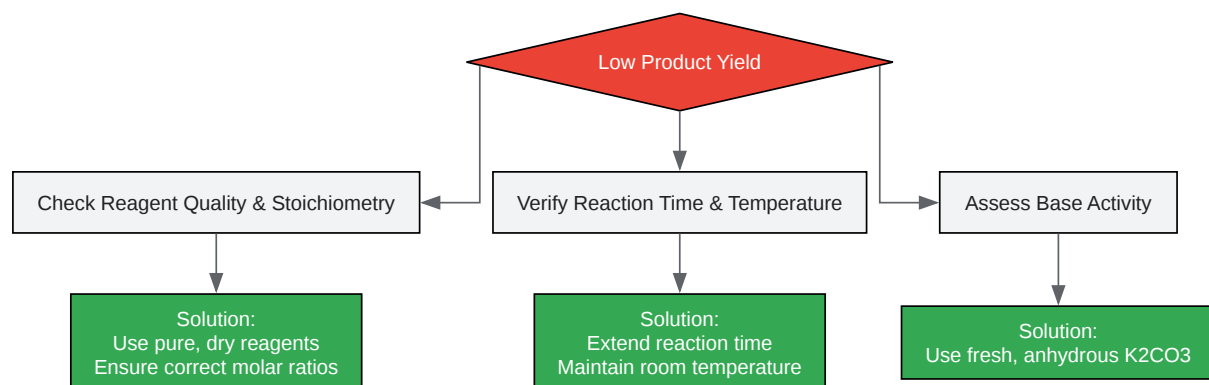 Low Product Yield
Check Reagent Quality & Stoichiometry
Verify Reaction Time & Temperature
Assess Base Activity
Solution:
Use pure, dry reagents
Ensure correct molar ratios
Solution:
Extend reaction time
Maintain room temperature
Solution:
Use fresh, anhydrous K2CO3